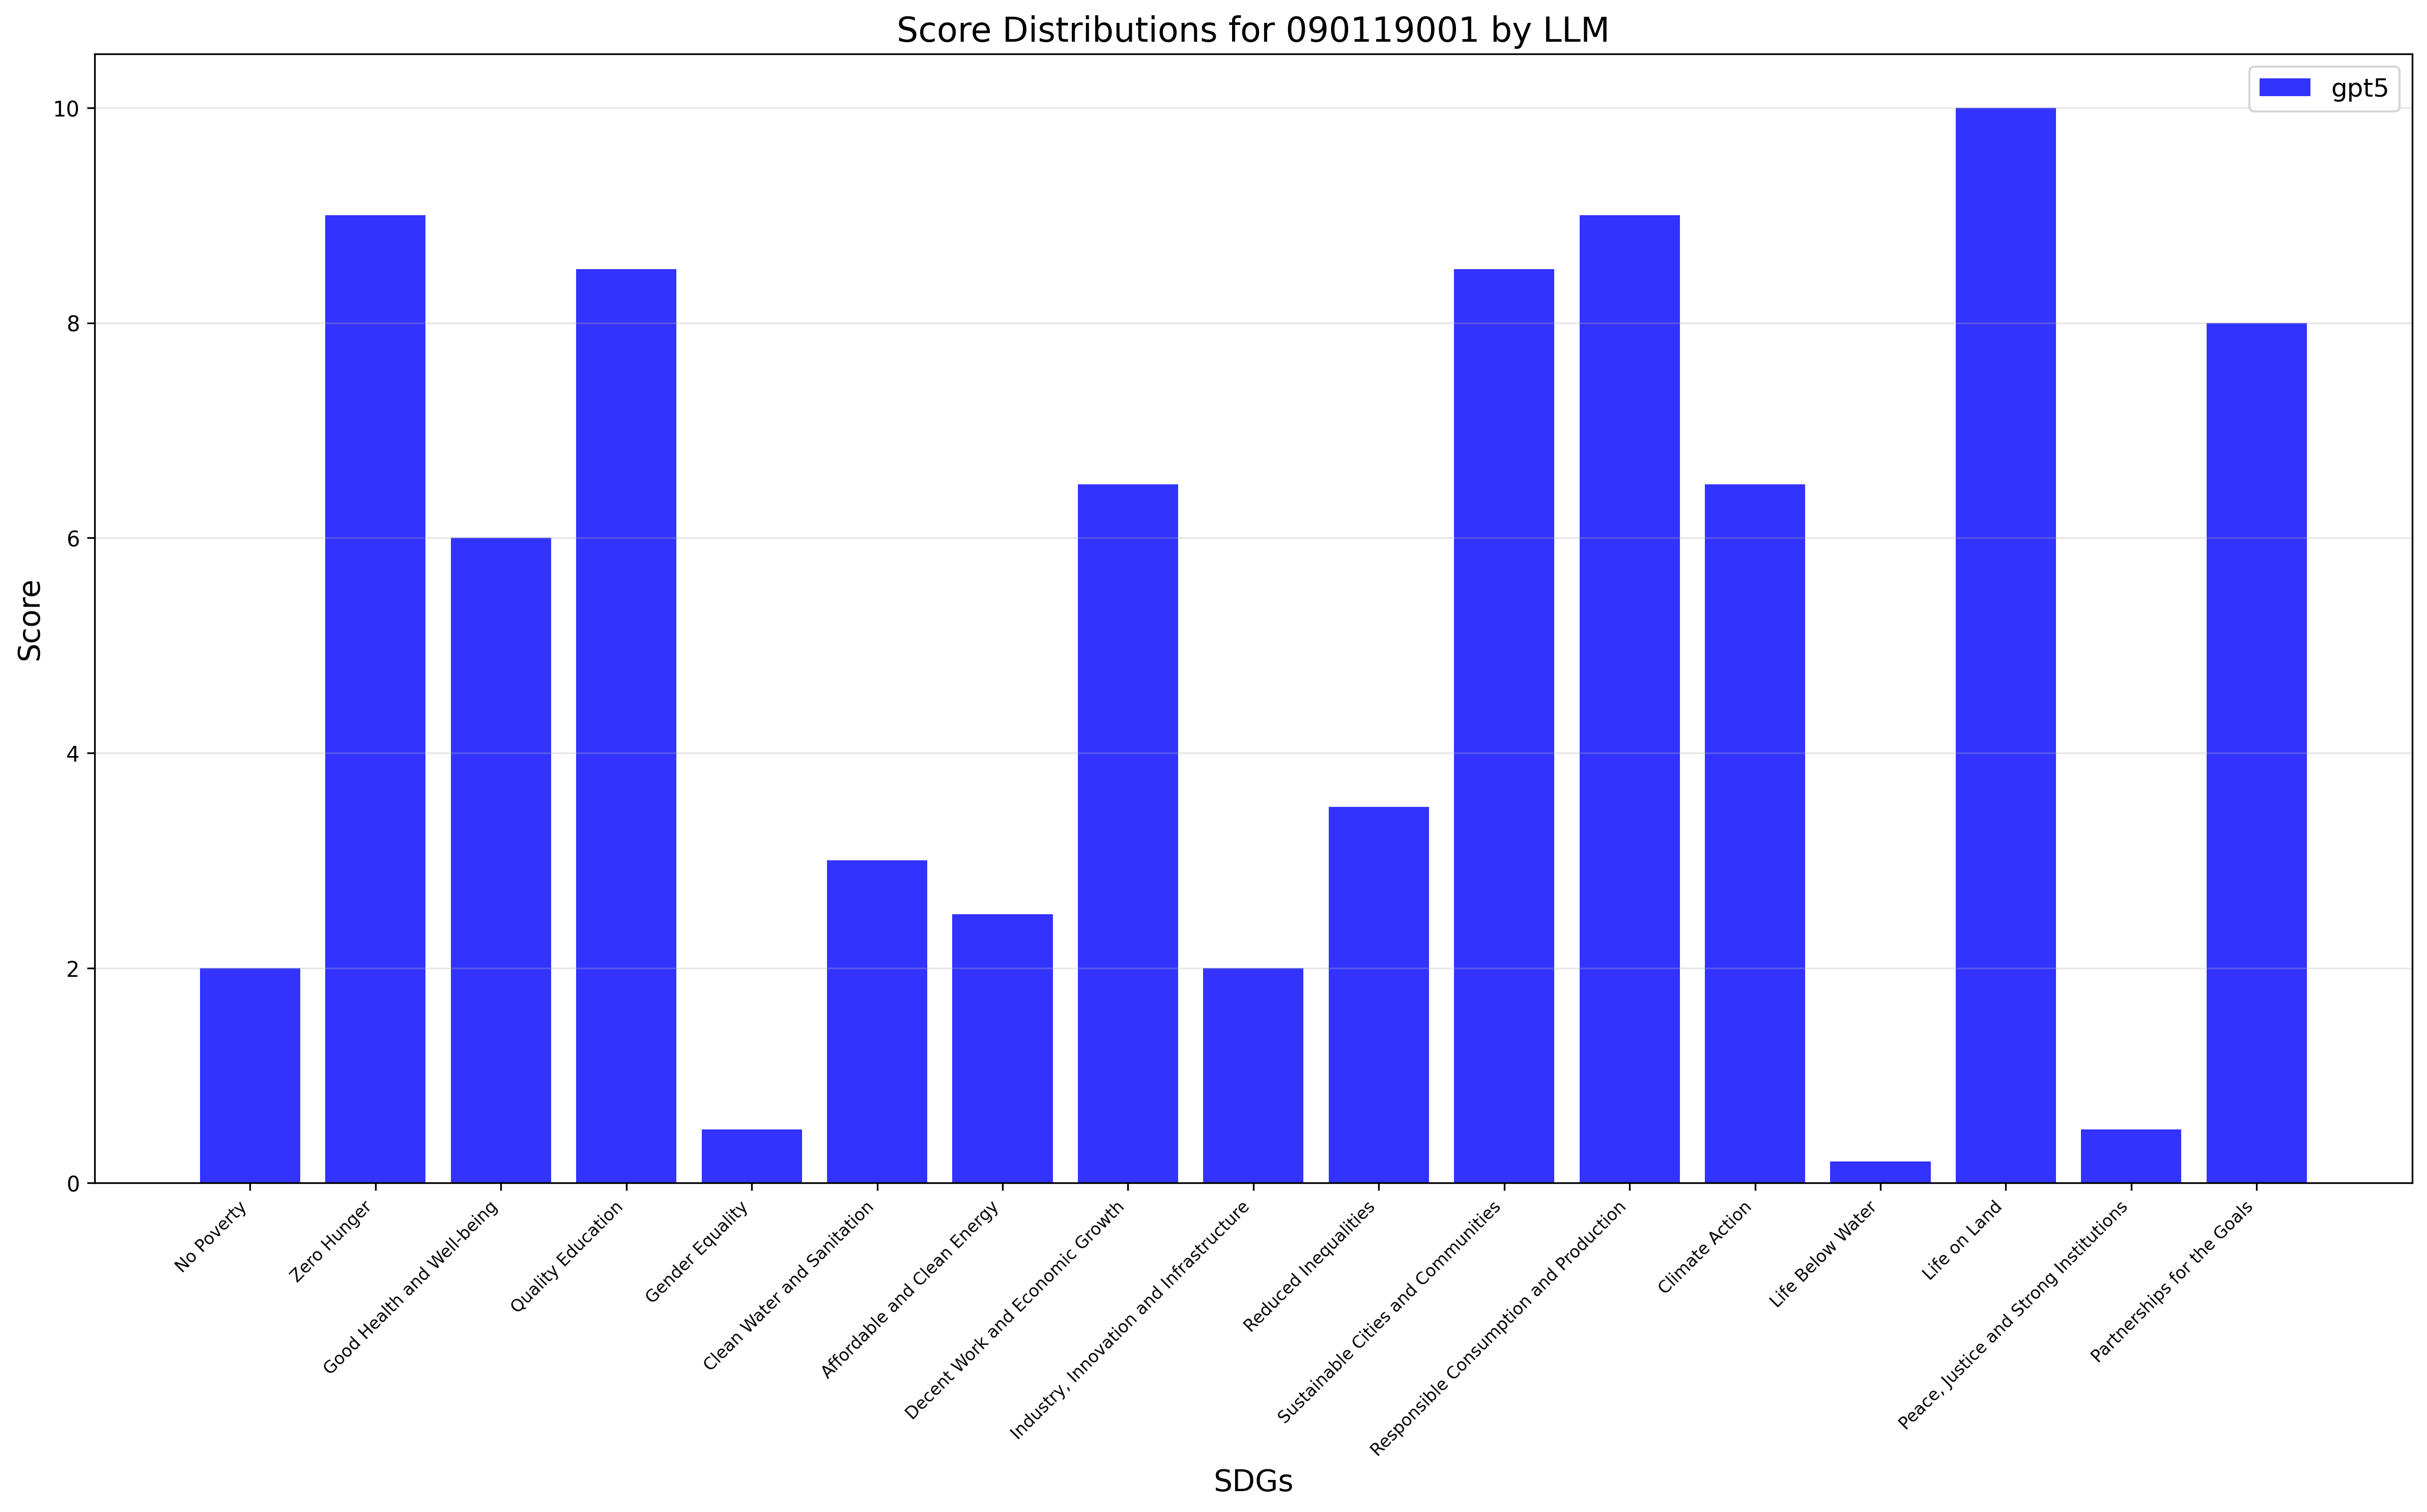 Score Distributions for 090119001 by LLM
gpt5
Score
10
8
6
4
2
0
No Poverty
Zero Hunger
Good Health and Well-being
Quality Education
Gender Equality
Clean Water and Sanitation
Affordable and Clean Energy
Decent Work and Economic Growth
Industry, Innovation and Infrastructure
Reduced Inequalities
Sustainable Cities and Communities
Responsible Consumption and Production
Climate Action
Life Below Water
Life on Land
Peace, Justice and Strong Institutions
Partnerships for the Goals
SDGs